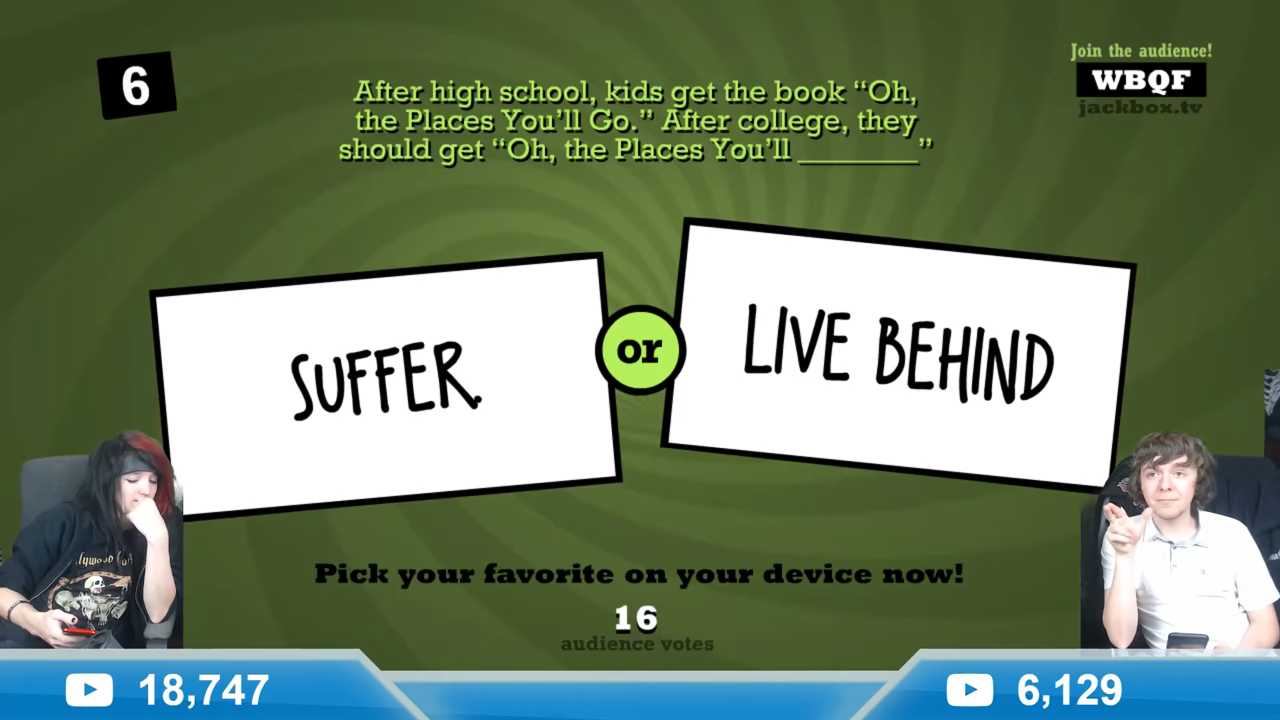 6
Join the audience!
WBQF
jackbox.tv
After high school, kids get the book “Oh,
the Places You’ll Go.” After college, they
should get “Oh, the Places You’ll ________”
SUFFER.
or
LIVE BEHIND
Pick your favorite on your device now!
16
audience votes
18,747
6,129